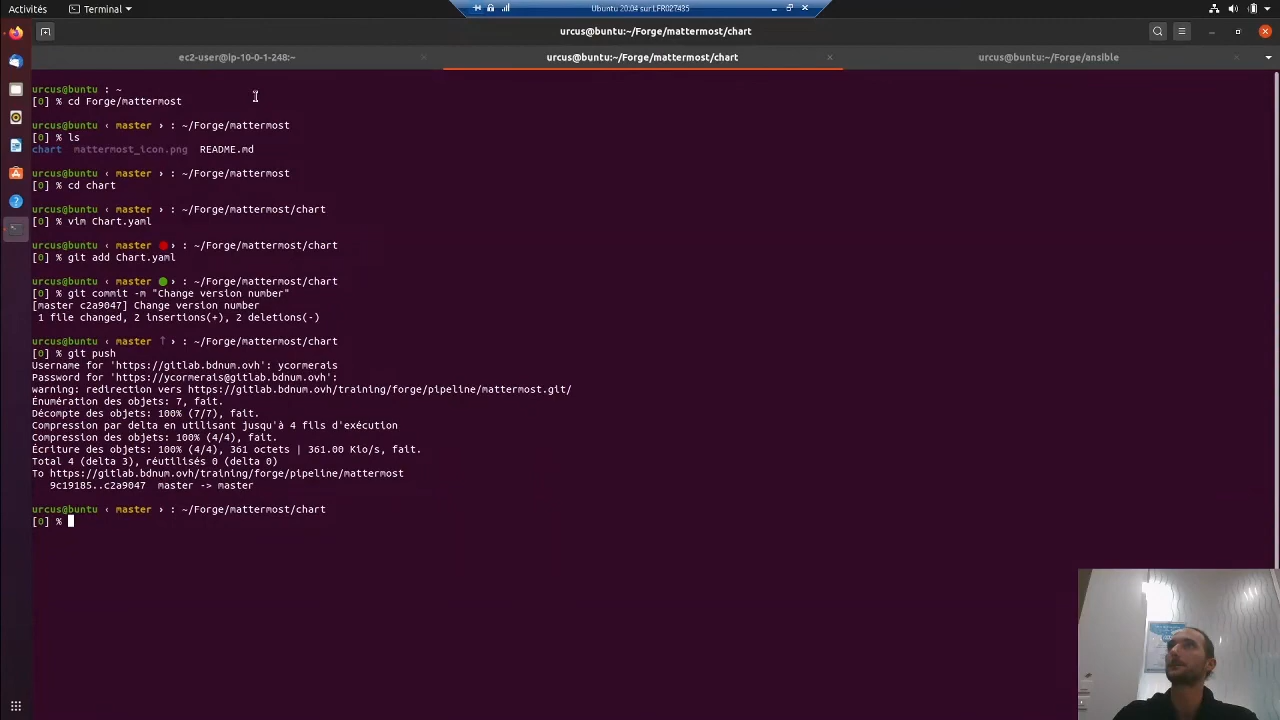 Activités
Terminal
Ubuntu 20:04 sur LFR027435
urcus@buntu:~/Forge/mattermost/chart
ec2-user@ip-10-0-1-248:~
urcus@buntu:~/Forge/mattermost/chart
urcus@buntu:~/Forge/ansible
urcus@buntu : ~
[0] % cd Forge/mattermost
urcus@buntu ‹ master › : ~/Forge/mattermost
[0] % ls
chart mattermost_icon.png README.md
urcus@buntu ‹ master › : ~/Forge/mattermost
[0] % cd chart
urcus@buntu ‹ master › : ~/Forge/mattermost/chart
[0] % vim Chart.yaml
urcus@buntu ‹ master › : ~/Forge/mattermost/chart
[0] % git add Chart.yaml
urcus@buntu ‹ master › : ~/Forge/mattermost/chart
[0] % git commit -m "Change version number"
[master c2a9047] Change version number
1 file changed, 2 insertions(+), 2 deletions(-)
urcus@buntu ‹ master ↑ › : ~/Forge/mattermost/chart
[0] % git push
Username for 'https://gitlab.bdnum.ovh': ycormerais
Password for 'https://ycormerais@gitlab.bdnum.ovh':
warning: redirection vers https://gitlab.bdnum.ovh/training/forge/pipeline/mattermost.git/
Énumération des objets: 7, fait.
Décompte des objets: 100% (7/7), fait.
Compression par delta en utilisant jusqu'à 4 fils d'exécution
Compression des objets: 100% (4/4), fait.
Écriture des objets: 100% (4/4), 361 octets | 361.00 Kio/s, fait.
Total 4 (delta 3), réutilisés 0 (delta 0)
To https://gitlab.bdnum.ovh/training/forge/pipeline/mattermost
9c19185..c2a9047 master -> master
urcus@buntu ‹ master › : ~/Forge/mattermost/chart
[0] %